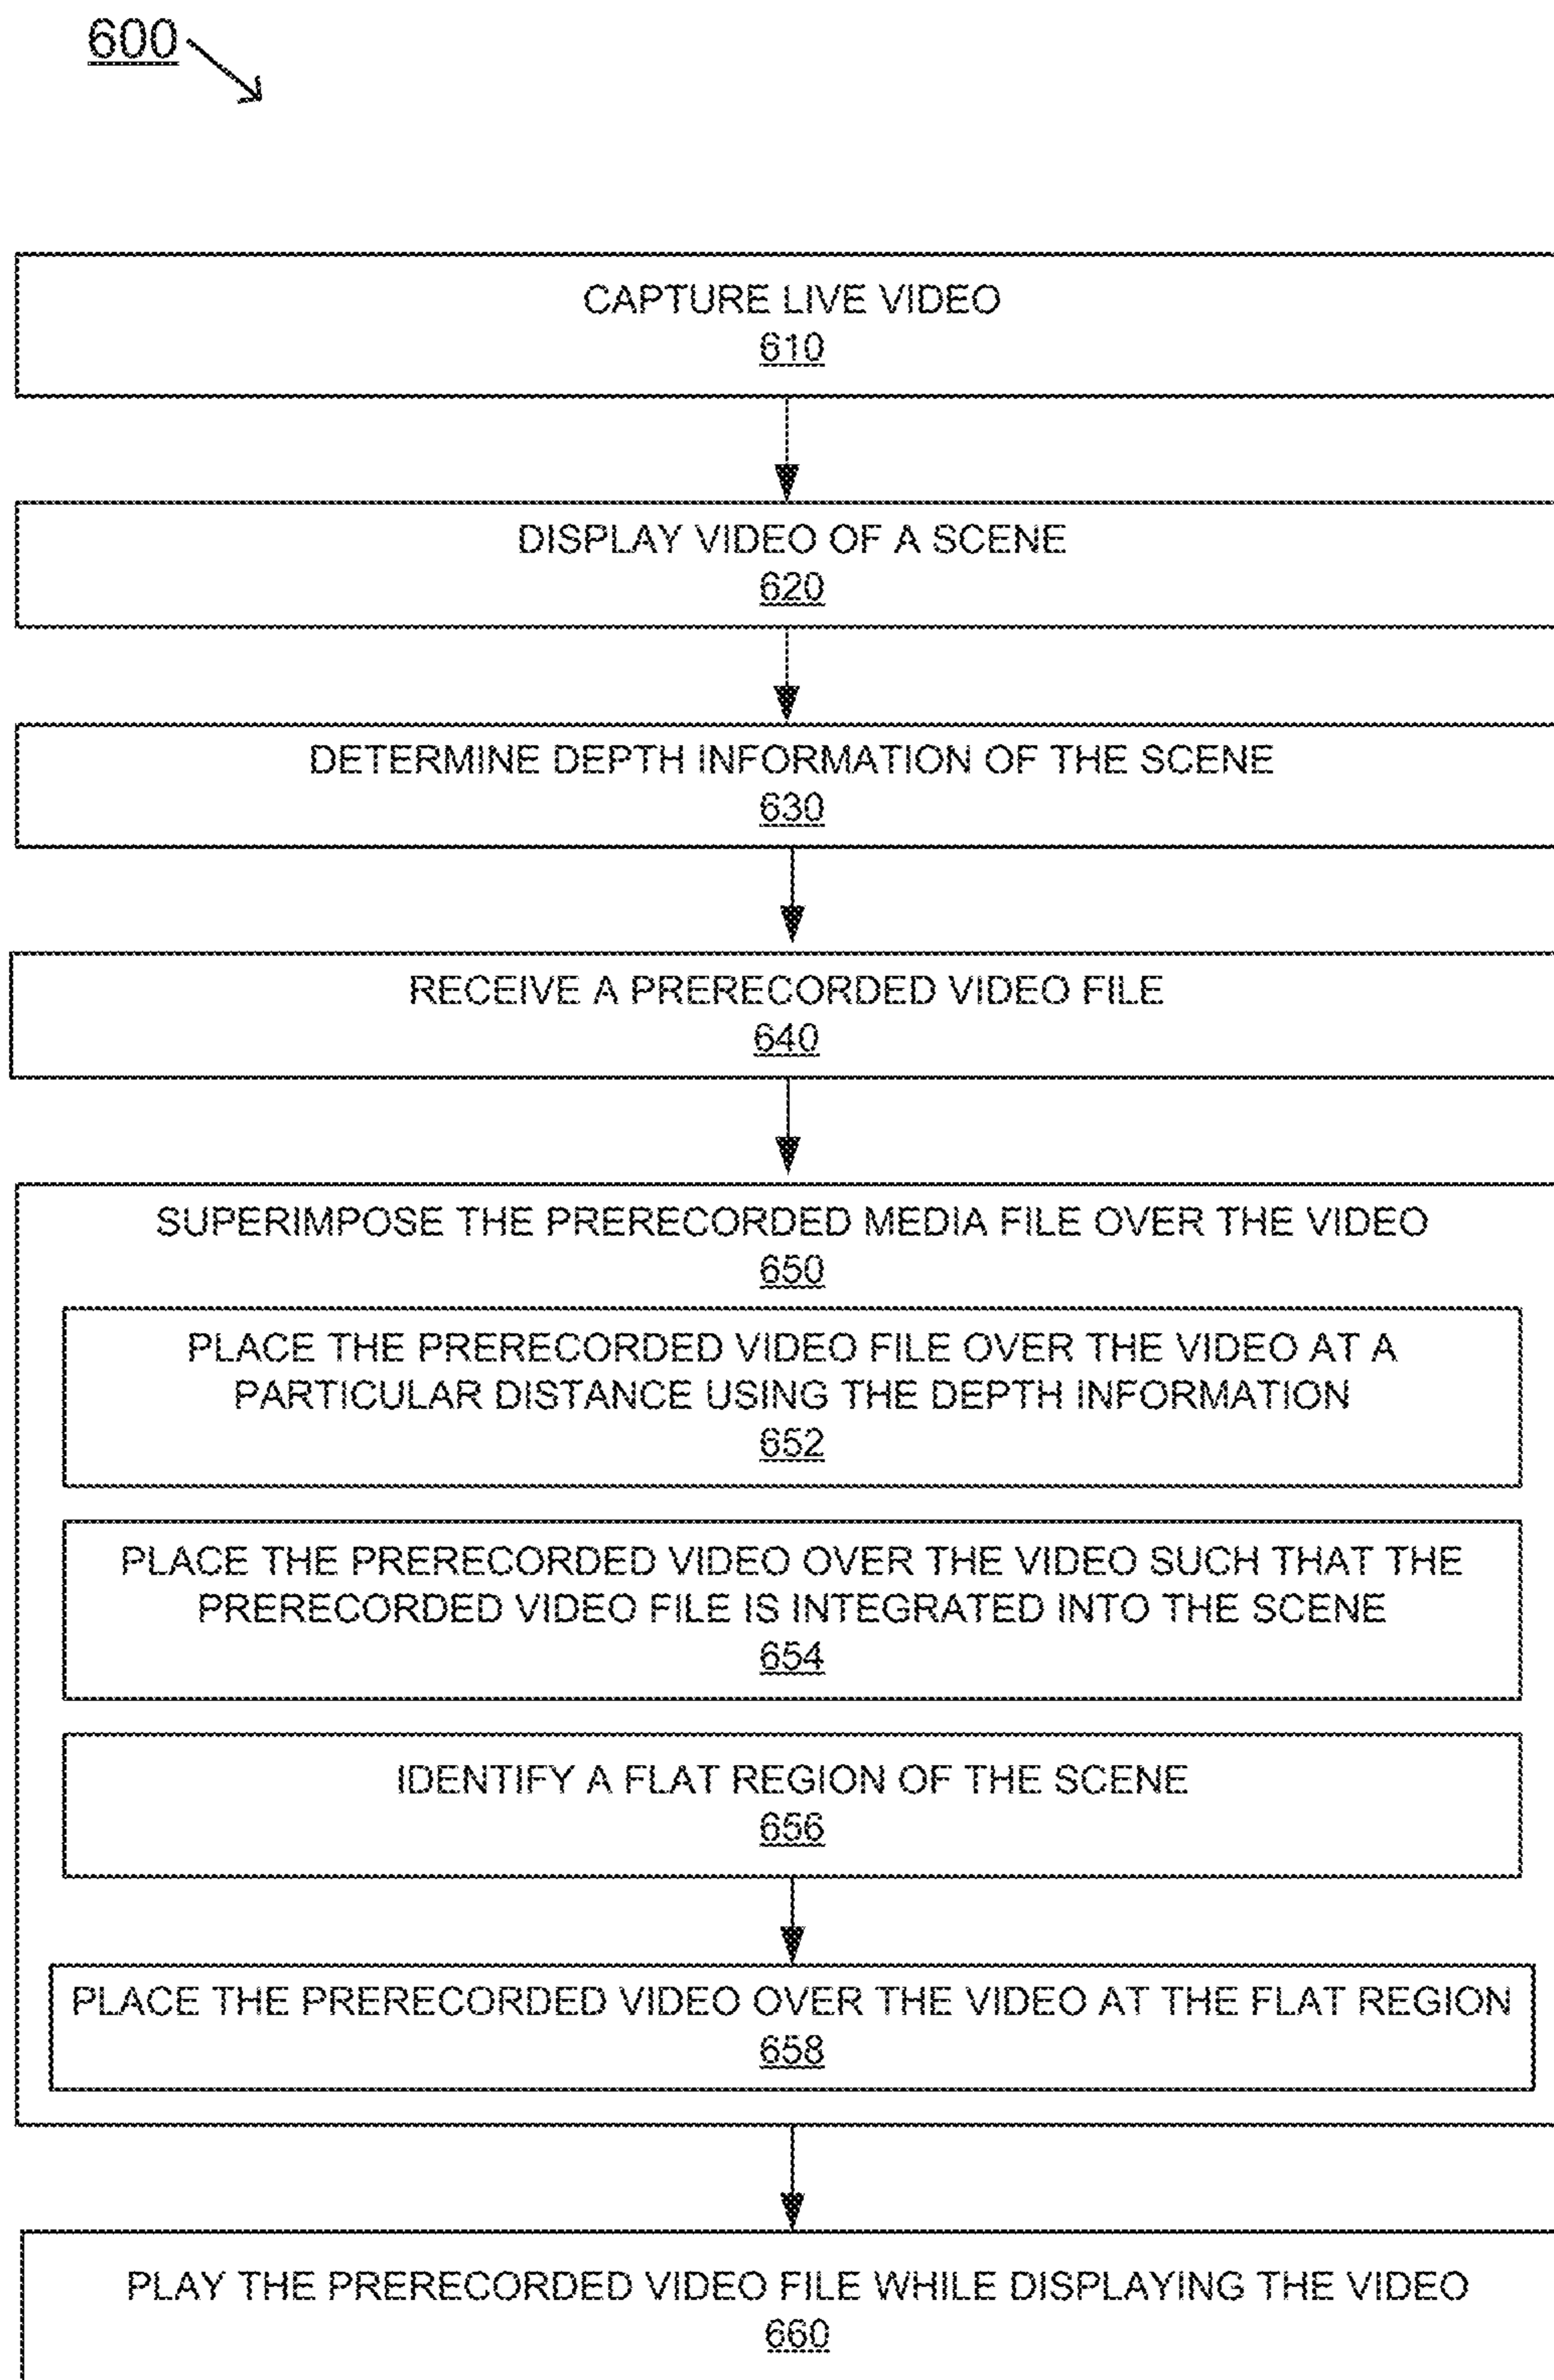 600
CAPTURE LIVE VIDEO
610
DISPLAY VIDEO OF A SCENE
620
DETERMINE DEPTH INFORMATION OF THE SCENE
630
RECEIVE A PRERECORDED VIDEO FILE
640
SUPERIMPOSE THE PRERECORDED MEDIA FILE OVER THE VIDEO
650
PLACE THE PRERECORDED VIDEO FILE OVER THE VIDEO AT A
PARTICULAR DISTANCE USING THE DEPTH INFORMATION
652
PLACE THE PRERECORDED VIDEO OVER THE VIDEO SUCH THAT THE
PRERECORDED VIDEO FILE IS INTEGRATED INTO THE SCENE
654
IDENTIFY A FLAT REGION OF THE SCENE
656
PLACE THE PRERECORDED VIDEO OVER THE VIDEO AT THE FLAT REGION
658
PLAY THE PRERECORDED VIDEO FILE WHILE DISPLAYING THE VIDEO
660